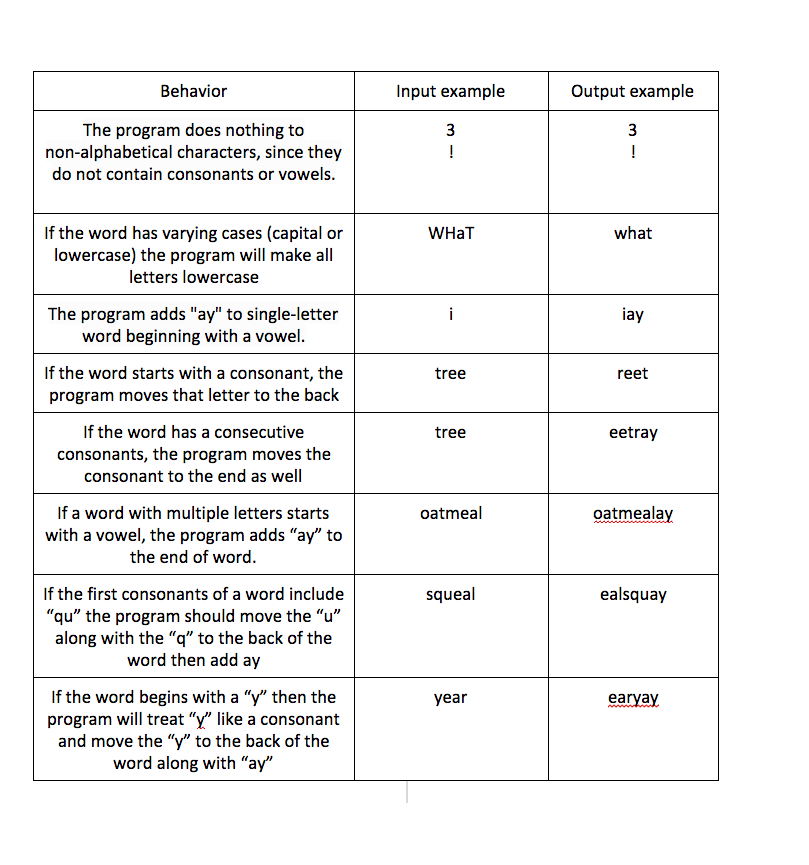 Behavior Input example Output example
The program does nothing to 3 3
non-alphabetical characters, since they ! !
do not contain consonants or vowels.
If the word has varying cases (capital or WHaT what
lowercase) the program will make all
letters lowercase
The program adds "ay" to single-letter i iay
word beginning with a vowel.
If the word starts with a consonant, the tree reet
program moves that letter to the back
If the word has a consecutive tree eetray
consonants, the program moves the
consonant to the end as well
If a word with multiple letters starts oatmeal oatmealay
with a vowel, the program adds “ay” to
the end of word.
If the first consonants of a word include squeal ealsquay
“qu” the program should move the “u”
along with the “q” to the back of the
word then add ay
If the word begins with a “y” then the year earyay
program will treat “y” like a consonant
and move the “y” to the back of the
word along with “ay”